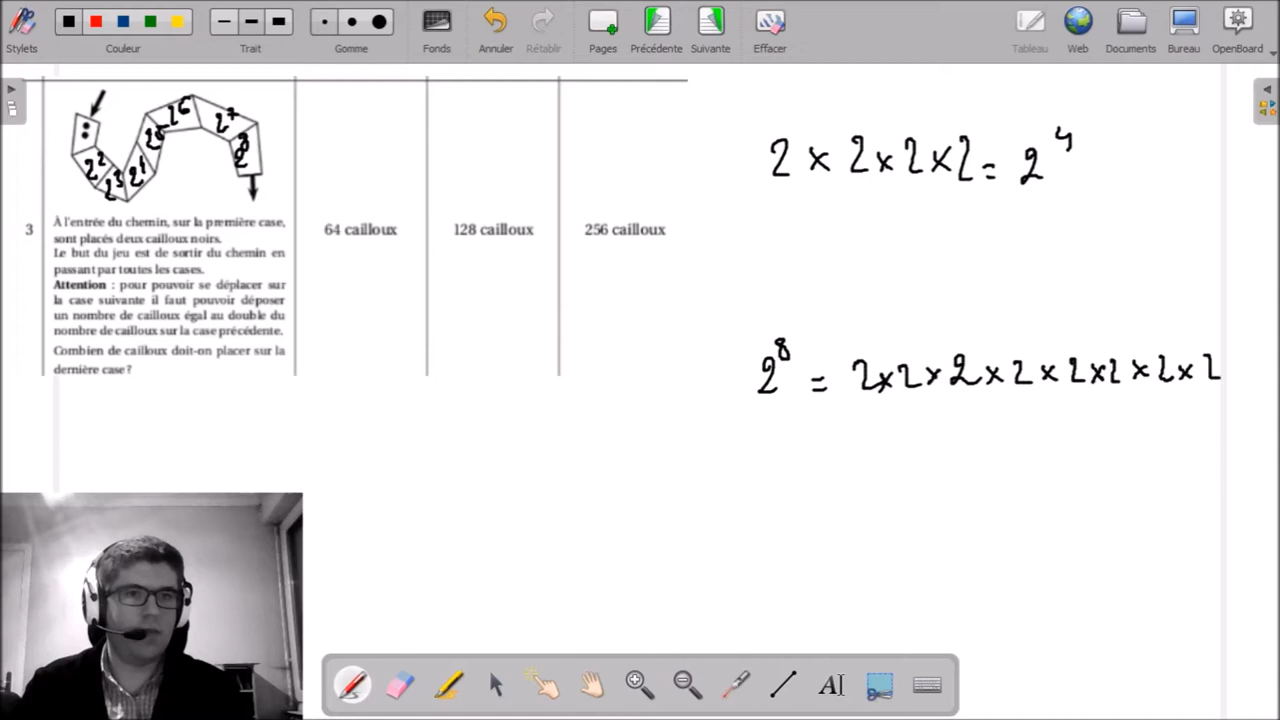 Stylets Couleur Trait Gomme Fonds Annuler Rétablir Pages Précédente Suivante Effacer Tableau Web Documents Bureau OpenBoard
2² 2³ 2⁴ 2⁵ 2⁶ 2⁷ 2⁸
2 × 2 × 2 × 2 = 2⁴
3
À l'entrée du chemin, sur la première case,
sont placés deux cailloux noirs.
Le but du jeu est de sortir du chemin en
passant par toutes les cases.
Attention : pour pouvoir se déplacer sur
la case suivante il faut pouvoir déposer
un nombre de cailloux égal au double du
nombre de cailloux sur la case précédente.
Combien de cailloux doit-on placer sur la
dernière case ?
64 cailloux
128 cailloux
256 cailloux
2⁸ = 2 × 2 × 2 × 2 × 2 × 2 × 2 × 2
AI